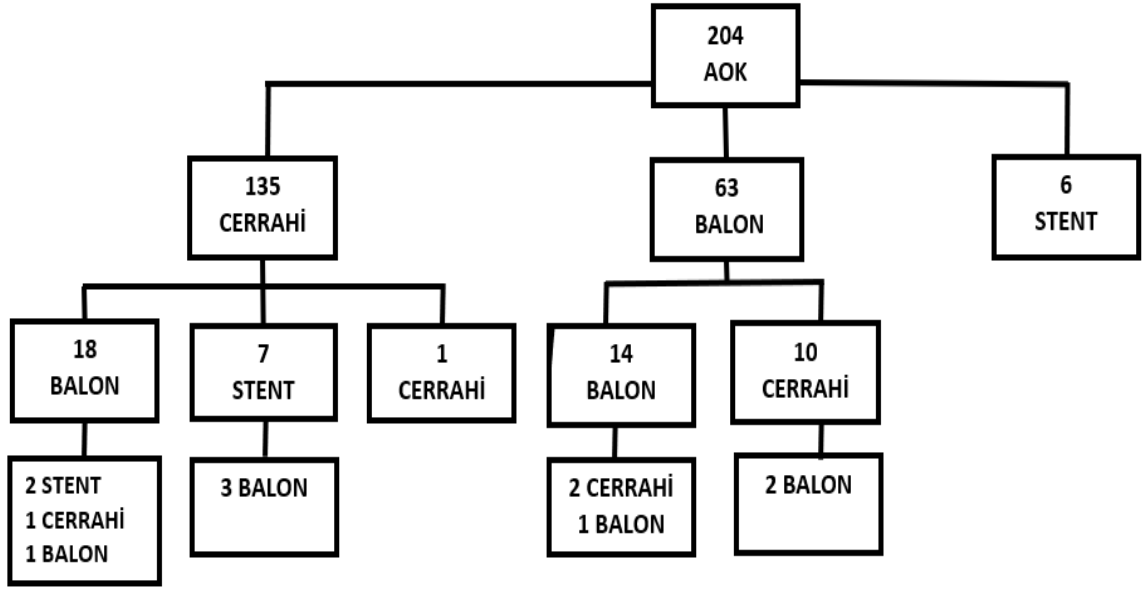 204
AOK
135
CERRAHİ
63
BALON
6
STENT
18
BALON
7
STENT
1
CERRAHİ
14
BALON
10
CERRAHİ
2 STENT
1 CERRAHİ
1 BALON
3 BALON
2 CERRAHİ
1 BALON
2 BALON